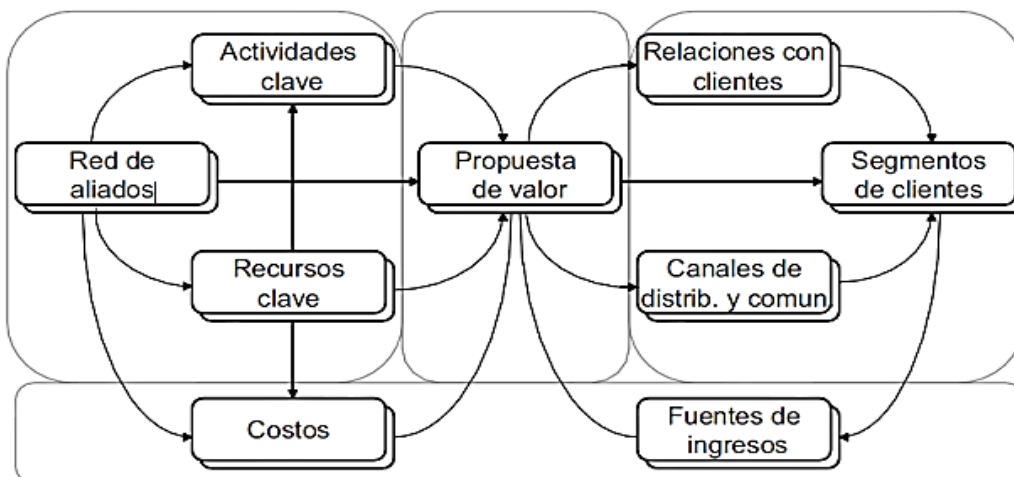 Actividades
clave
Relaciones con
clientes
Red de
aliados
Propuesta
de valor
Segmentos
de clientes
Recursos
clave
Canales de
distrib. y comun.
Costos
Fuentes de
ingresos